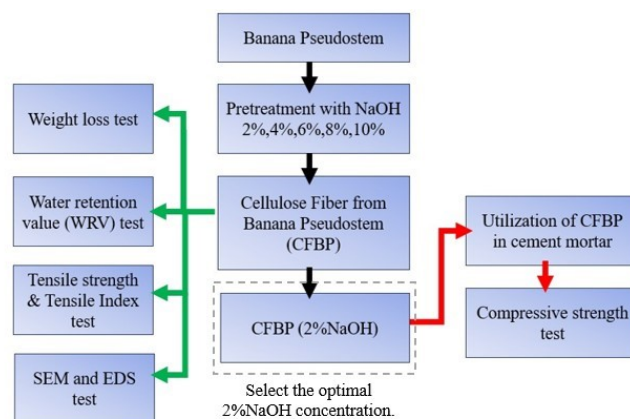 Banana Pseudostem
Pretreatment with NaOH
2%,4%,6%,8%,10%
Cellulose Fiber from
Banana Pseudostem
(CFBP)
CFBP (2%NaOH)
Select the optimal
2%NaOH concentration.
Weight loss test
Water retention
value (WRV) test
Tensile strength
& Tensile Index
test
SEM and EDS
test
Utilization of CFBP
in cement mortar
Compressive strength
test